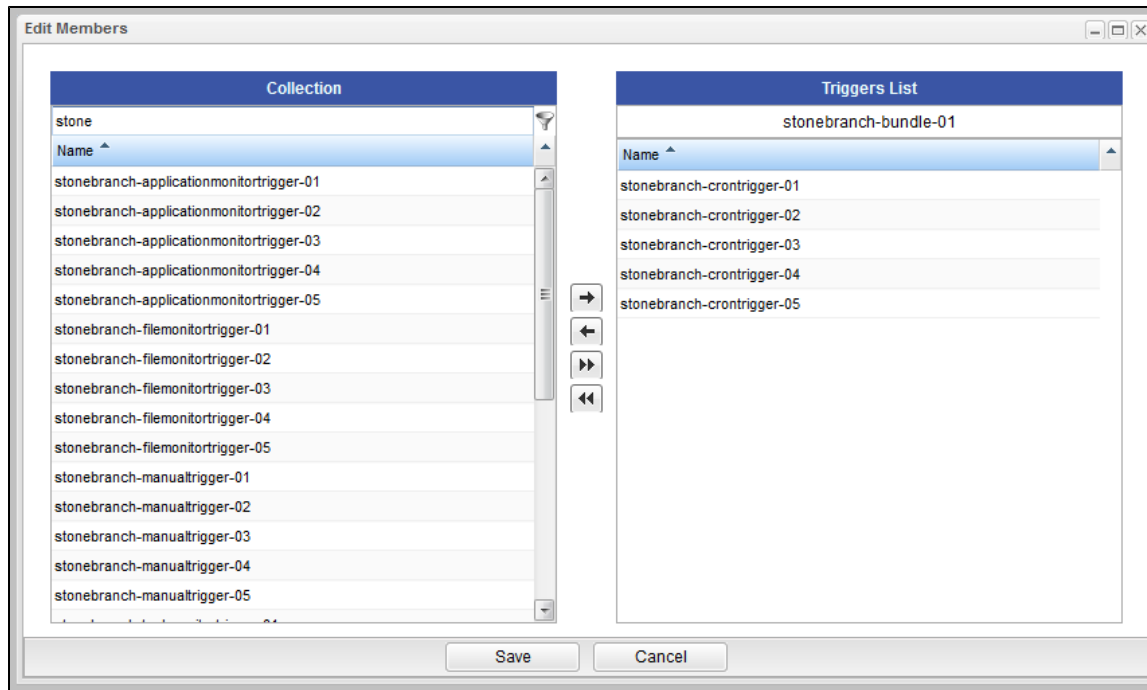 Edit Members
Collection
stone
Name
stonebranch-applicationmonitortrigger-01
stonebranch-applicationmonitortrigger-02
stonebranch-applicationmonitortrigger-03
stonebranch-applicationmonitortrigger-04
stonebranch-applicationmonitortrigger-05
stonebranch-filemonitortrigger-01
stonebranch-filemonitortrigger-02
stonebranch-filemonitortrigger-03
stonebranch-filemonitortrigger-04
stonebranch-filemonitortrigger-05
stonebranch-manualtrigger-01
stonebranch-manualtrigger-02
stonebranch-manualtrigger-03
stonebranch-manualtrigger-04
stonebranch-manualtrigger-05
Triggers List
stonebranch-bundle-01
Name
stonebranch-crontrigger-01
stonebranch-crontrigger-02
stonebranch-crontrigger-03
stonebranch-crontrigger-04
stonebranch-crontrigger-05
Save Cancel